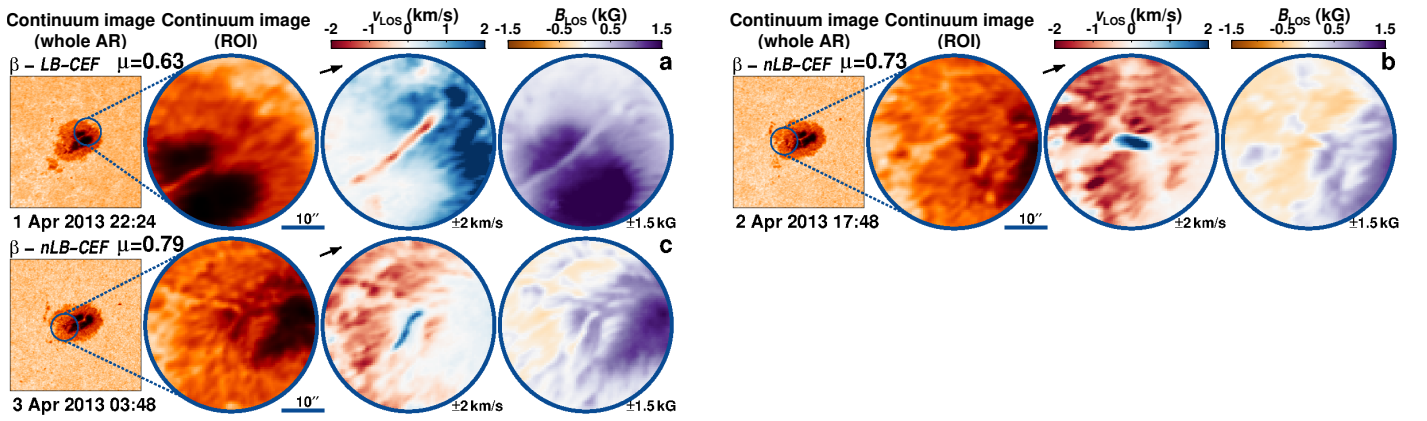 Continuum image (whole AR) Continuum image (ROI) v_LOS (km/s) B_LOS (kG)
-2 -1 0 1 2 -1.5 -0.5 0.5 1.5
β – LB-CEF μ=0.63 a
1 Apr 2013 22:24 10″ ±2 km/s ±1.5 kG
Continuum image (whole AR) Continuum image (ROI) v_LOS (km/s) B_LOS (kG)
-2 -1 0 1 2 -1.5 -0.5 0.5 1.5
β – nLB-CEF μ=0.73 b
2 Apr 2013 17:48 10″ ±2 km/s ±1.5 kG
β – nLB-CEF μ=0.79 c
3 Apr 2013 03:48 10″ ±2 km/s ±1.5 kG